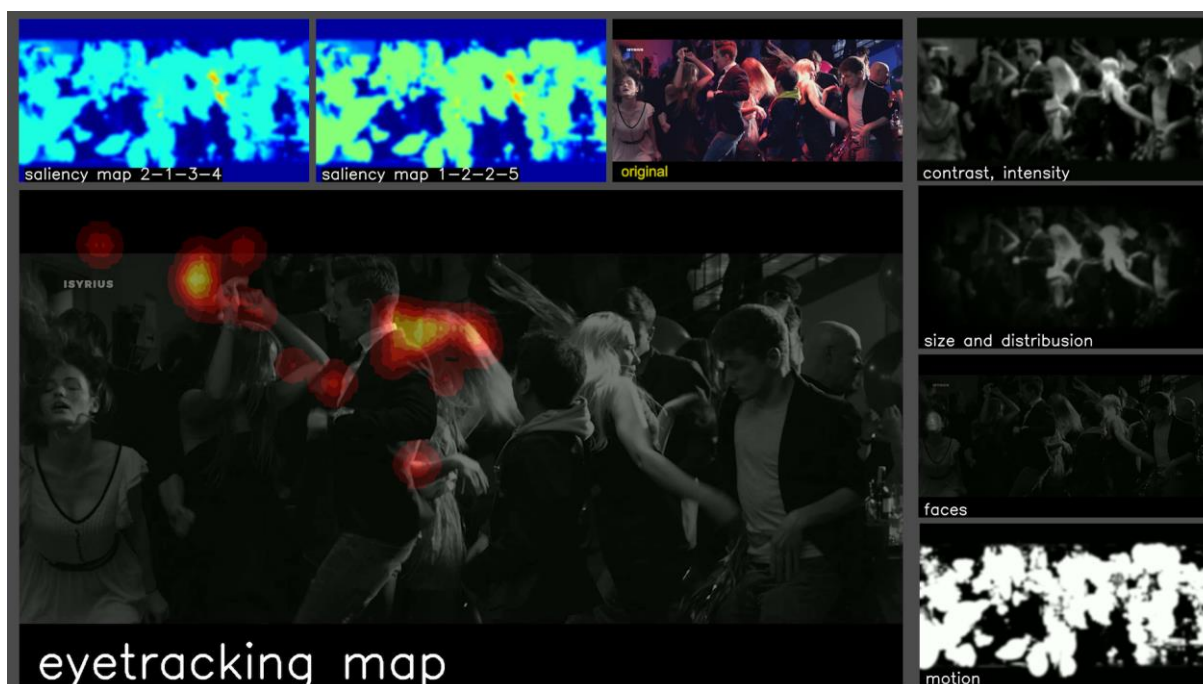 saliency map 2-1-3-4
saliency map 1-2-2-5
ISYRIUS
original
contrast, intensity
ISYRIUS
eyetracking map
size and distribusion
faces
motion